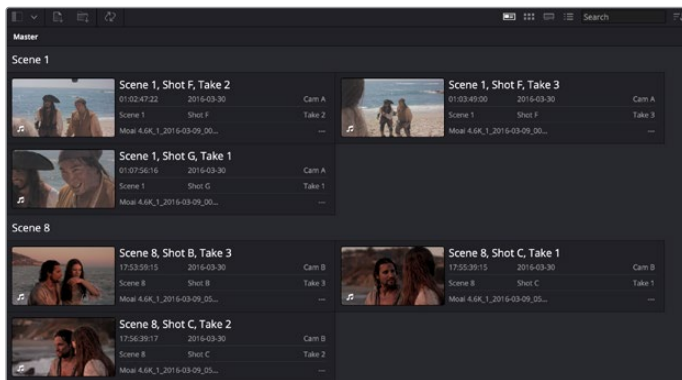 Search
Master
Scene 1
Scene 1, Shot F, Take 2
01:02:47:22 2016-03-30 Cam A
Scene 1 Shot F Take 2
Moai 4.6K_1_2016-03-09_00...
Scene 1, Shot F, Take 3
01:03:49:00 2016-03-30 Cam A
Scene 1 Shot F Take 3
Moai 4.6K_1_2016-03-09_00...
Scene 1, Shot G, Take 1
01:07:56:16 2016-03-30 Cam A
Scene 1 Shot G Take 1
Moai 4.6K_1_2016-03-09_00...
Scene 8
Scene 8, Shot B, Take 3
17:53:59:15 2016-03-30 Cam B
Scene 8 Shot B Take 3
Moai 4.6K_1_2016-03-09_05...
Scene 8, Shot C, Take 1
17:55:39:15 2016-03-30 Cam B
Scene 8 Shot C Take 1
Moai 4.6K_1_2016-03-09_05...
Scene 8, Shot C, Take 2
17:56:39:17 2016-03-30 Cam B
Scene 8 Shot C Take 2
Moai 4.6K_1_2016-03-09_05...